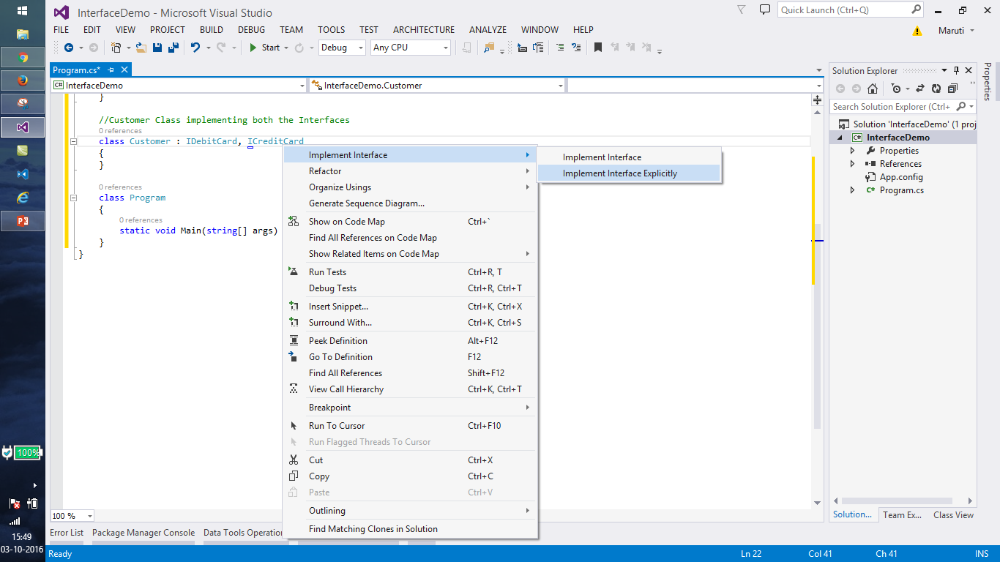 InterfaceDemo - Microsoft Visual Studio
Quick Launch (Ctrl+Q)
FILE EDIT VIEW PROJECT BUILD DEBUG TEAM TOOLS TEST ARCHITECTURE ANALYZE WINDOW HELP
Maruti
Start Debug Any CPU
Program.cs*
InterfaceDemo InterfaceDemo.Customer
}
//Customer Class implementing both the Interfaces
0 references
class Customer : IDebitCard, ICreditCard
{
}
0 references
class Program
{
0 references
static void Main(string[] args)
}
}
Implement Interface
Refactor
Organize Usings
Generate Sequence Diagram...
Show on Code Map Ctrl+`
Find All References on Code Map
Show Related Items on Code Map
Run Tests Ctrl+R, T
Debug Tests Ctrl+R, Ctrl+T
Insert Snippet... Ctrl+K, Ctrl+X
Surround With... Ctrl+K, Ctrl+S
Peek Definition Alt+F12
Go To Definition F12
Find All References Shift+F12
View Call Hierarchy Ctrl+K, Ctrl+T
Breakpoint
Run To Cursor Ctrl+F10
Run Flagged Threads To Cursor
Cut Ctrl+X
Copy Ctrl+C
Paste Ctrl+V
Outlining
Find Matching Clones in Solution
Implement Interface
Implement Interface Explicitly
Solution Explorer
Search Solution Explorer (Ctrl+
Solution 'InterfaceDemo' (1 proj
C# InterfaceDemo
Properties
References
App.config
C# Program.cs
Solution... Team Ex... Class View
Properties
100 %
Error List Package Manager Console Data Tools Operation
Ready Ln 22 Col 41 Ch 41 INS
100%
15:49
03-10-2016